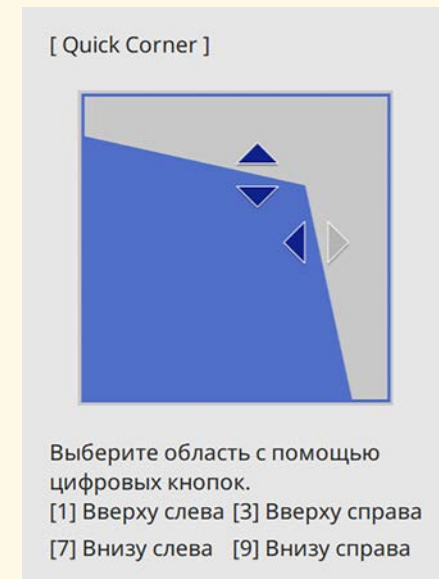 [ Quick Corner ]
Выберите область с помощью
цифровых кнопок.
[1] Вверху слева [3] Вверху справа
[7] Внизу слева [9] Внизу справа